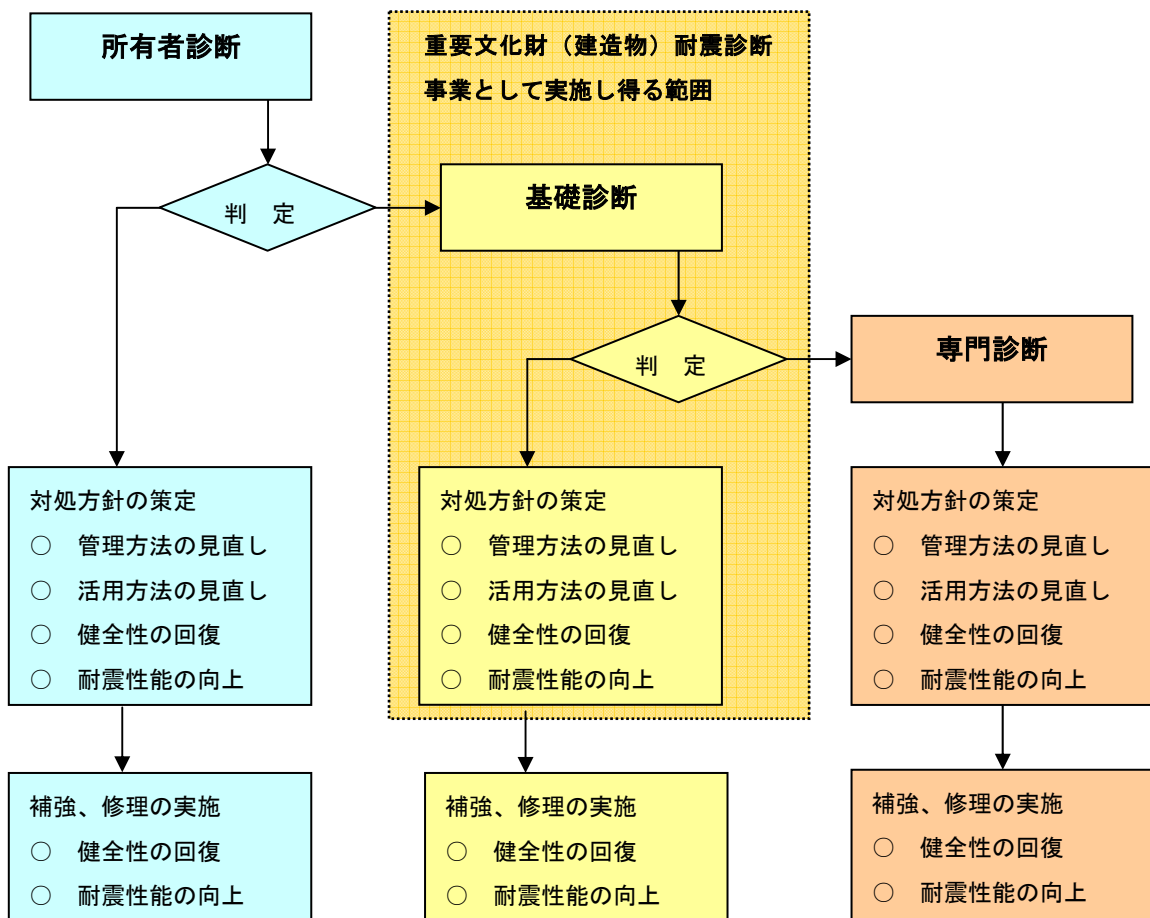 所有者診断
重要文化財（建造物）耐震診断
事業として実施し得る範囲
判　定
基礎診断
判　定
専門診断
対処方針の策定
○　管理方法の見直し
○　活用方法の見直し
○　健全性の回復
○　耐震性能の向上
対処方針の策定
○　管理方法の見直し
○　活用方法の見直し
○　健全性の回復
○　耐震性能の向上
対処方針の策定
○　管理方法の見直し
○　活用方法の見直し
○　健全性の回復
○　耐震性能の向上
補強、修理の実施
○　健全性の回復
○　耐震性能の向上
補強、修理の実施
○　健全性の回復
○　耐震性能の向上
補強、修理の実施
○　健全性の回復
○　耐震性能の向上